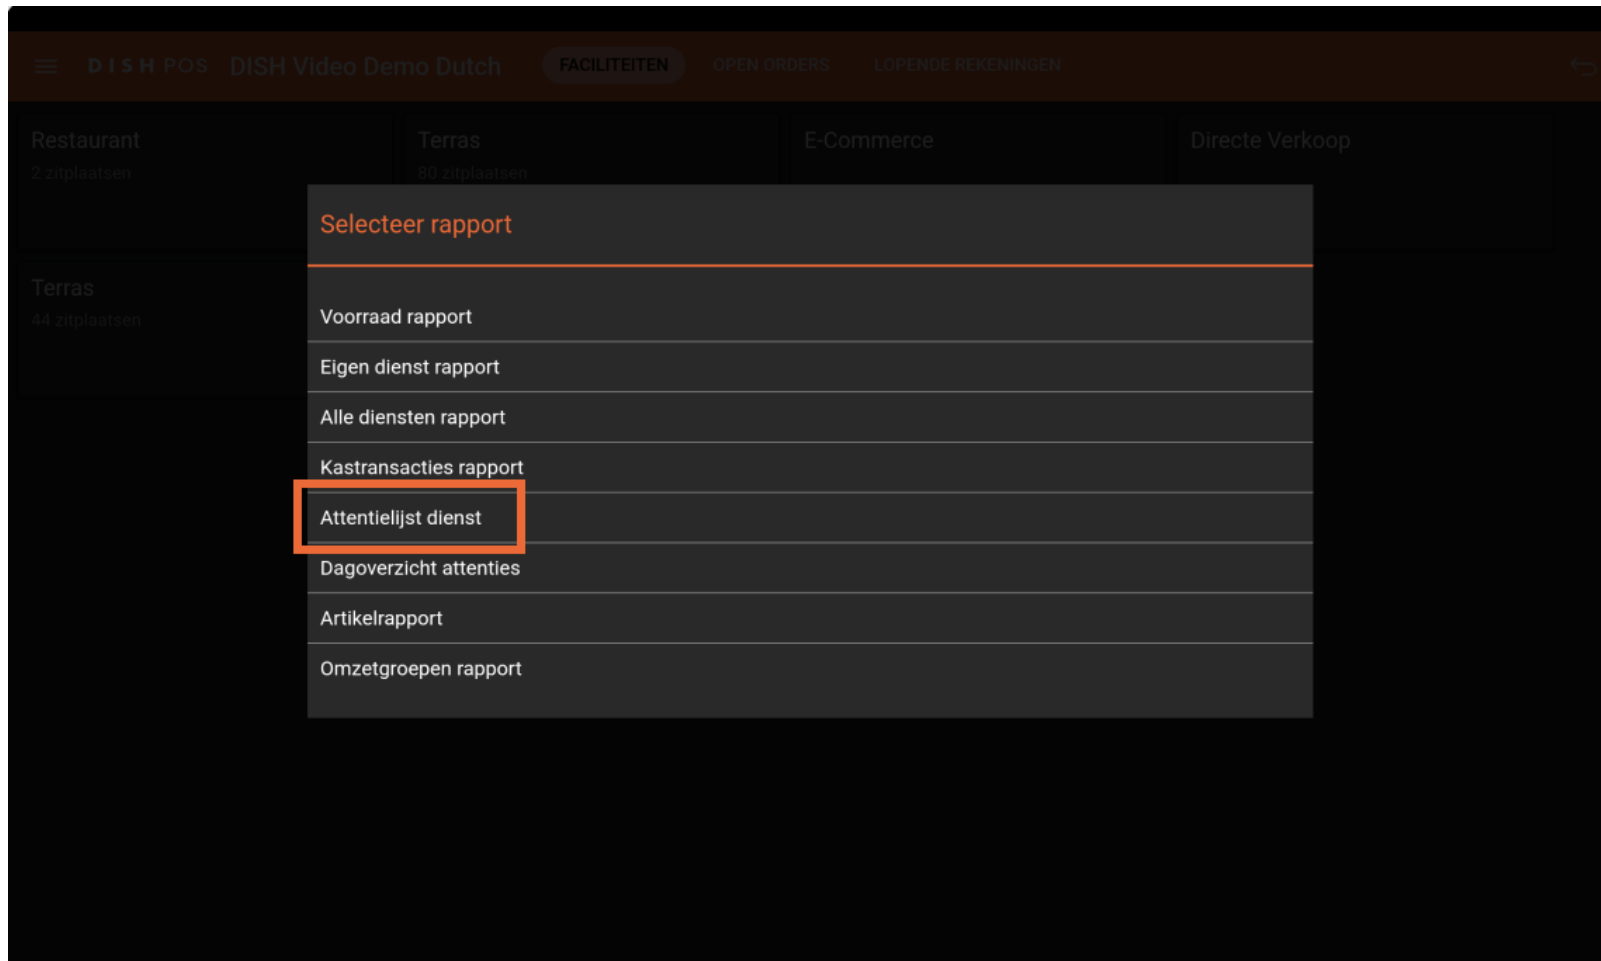 DISH POS DISH Video Demo Dutch FACILITEITEN OPEN ORDERS LOPENDE REKENINGEN
Restaurant Terras E-Commerce Directe Verkoop
2 zitplaatsen 80 zitplaatsen
Selecteer rapport
Terras
44 zitplaatsen
Voorraad rapport
Eigen dienst rapport
Alle diensten rapport
Kastransacties rapport
Attentielijst dienst
Dagoverzicht attenties
Artikelrapport
Omzetgroepen rapport